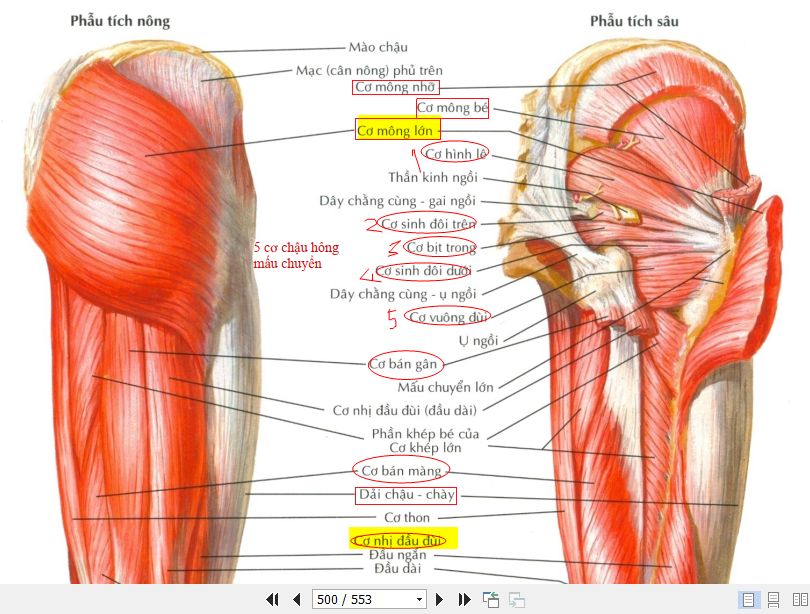 Phẫu tích nông
Phẫu tích sâu
Mào chậu
Mạc (cân nông) phủ trên
Cơ mông nhỡ
Cơ mông bé
Cơ mông lớn
1 Cơ hình lê
Thần kinh ngồi
Dây chằng cùng - gai ngồi
2 Cơ sinh đôi trên
3 Cơ bịt trong
5 cơ chậu hông
mấu chuyển
4 Cơ sinh đôi dưới
Dây chằng cùng - ụ ngồi
5 Cơ vuông đùi
Ụ ngồi
Cơ bán gân
Mấu chuyển lớn
Cơ nhị đầu đùi (đầu dài)
Phần khép bé của
Cơ khép lớn
Cơ bán màng
Dải chậu - chày
Cơ thon
Cơ nhị đầu đùi
Đầu ngắn
Đầu dài
500 / 553